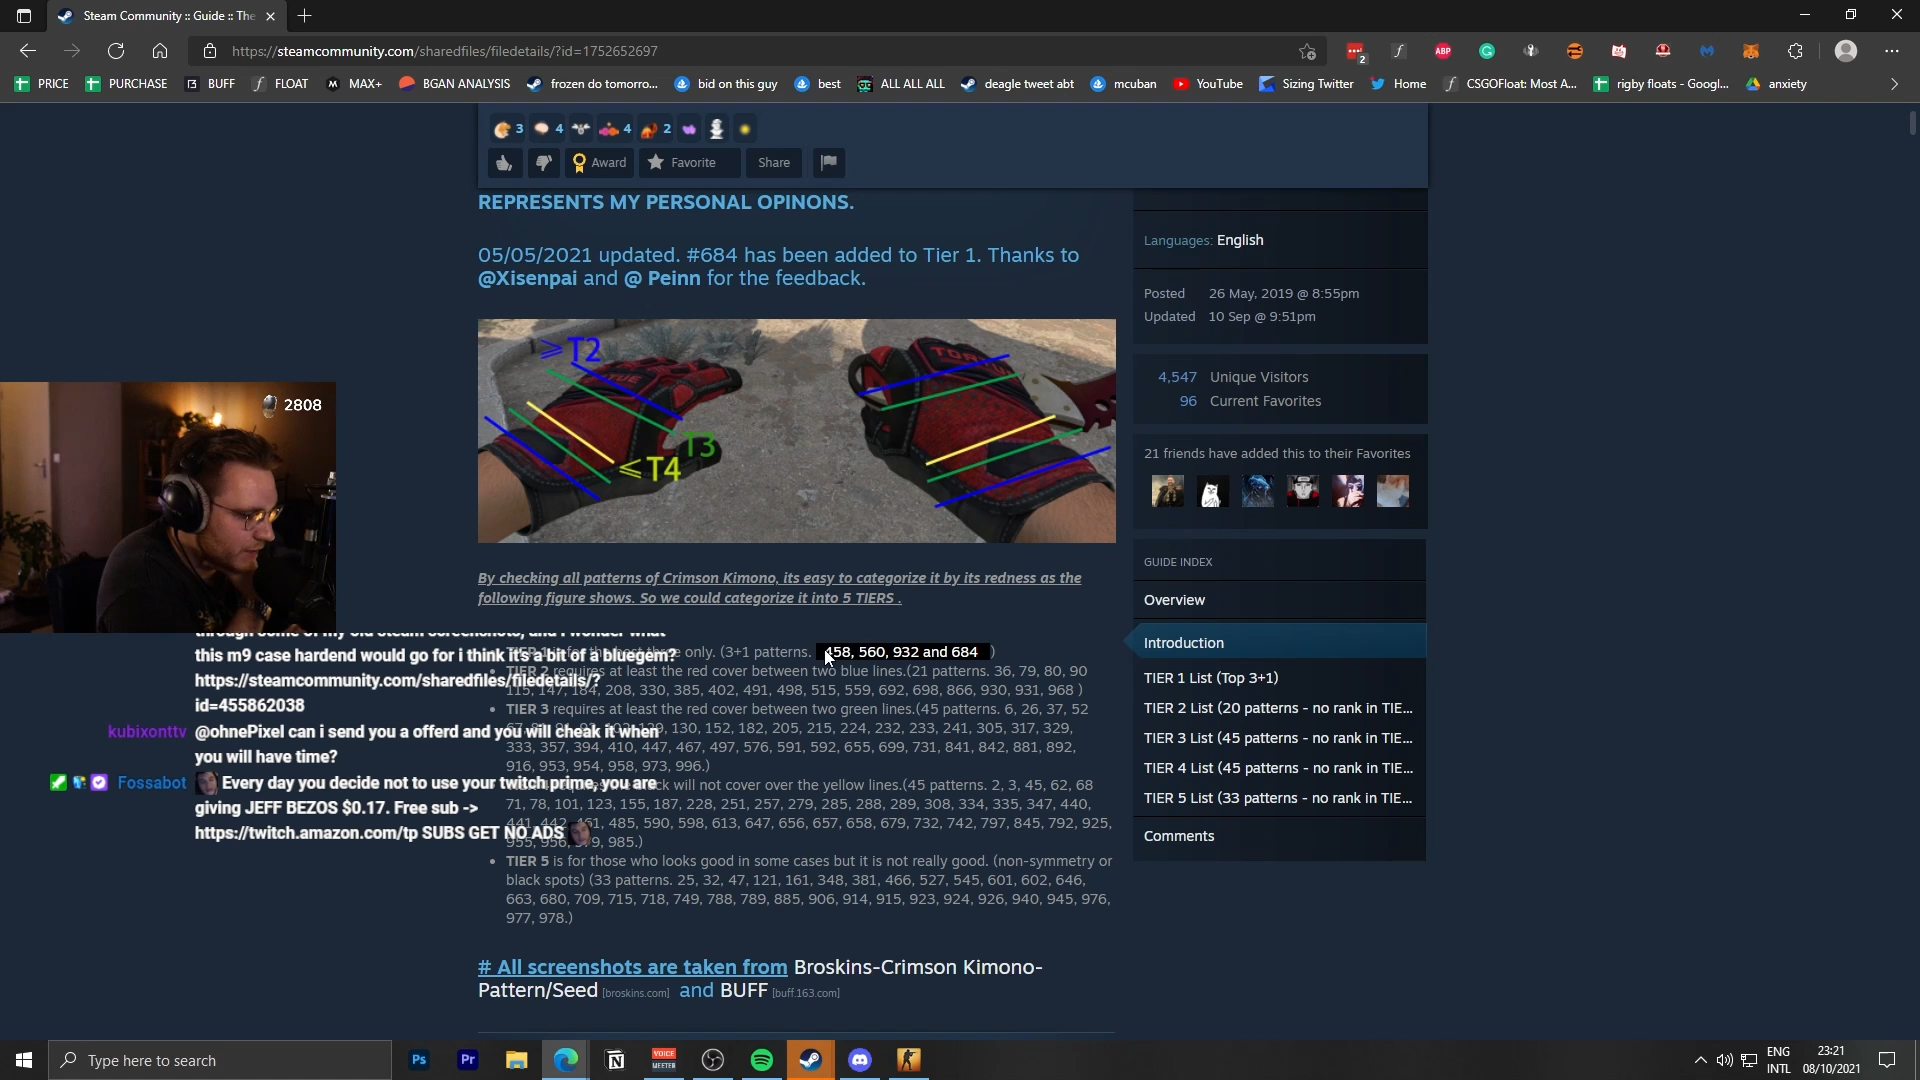 Steam Community :: Guide :: The
https://steamcommunity.com/sharedfiles/filedetails/?id=1752652697
2
ABP
PRICE
PURCHASE
BUFF
FLOAT
MAX+
BGAN ANALYSIS
frozen do tomorro...
bid on this guy
best
ALL ALL ALL
deagle tweet abt
mcuban
YouTube
Sizing Twitter
Home
CSGOFloat: Most A...
rigby floats - Googl...
anxiety
3 4 4 2
Award
Favorite
Share
REPRESENTS MY PERSONAL OPINONS.
05/05/2021 updated. #684 has been added to Tier 1. Thanks to
@Xisenpai and @ Peinn for the feedback.
≥T2
T3
≤T4
By checking all patterns of Crimson Kimono, its easy to categorize it by its redness as the
following figure shows. So we could categorize it into 5 TIERS .
only. (3+1 patterns. 458, 560, 932 and 684 )
TIER 2 requires at least the red cover between two blue lines.(21 patterns. 36, 79, 80, 90
115, 147, 184, 208, 330, 385, 402, 491, 498, 515, 559, 692, 698, 866, 930, 931, 968 )
TIER 3 requires at least the red cover between two green lines.(45 patterns. 6, 26, 37, 52
130, 152, 182, 205, 215, 224, 232, 233, 241, 305, 317, 329,
333, 357, 394, 410, 447, 467, 497, 576, 591, 592, 655, 699, 731, 841, 842, 881, 892,
916, 953, 954, 958, 973, 996.)
will not cover over the yellow lines.(45 patterns. 2, 3, 45, 62, 68
71, 78, 101, 123, 155, 187, 228, 251, 257, 279, 285, 288, 289, 308, 334, 335, 347, 440,
485, 590, 598, 613, 647, 656, 657, 658, 679, 732, 742, 797, 845, 792, 925,
985.)
TIER 5 is for those who looks good in some cases but it is not really good. (non-symmetry or
black spots) (33 patterns. 25, 32, 47, 121, 161, 348, 381, 466, 527, 545, 601, 602, 646,
663, 680, 709, 715, 718, 749, 788, 789, 885, 906, 914, 915, 923, 924, 926, 940, 945, 976,
977, 978.)
# All screenshots are taken from Broskins-Crimson Kimono-
Pattern/Seed [broskins.com] and BUFF [buff.163.com]
Languages: English
Posted 26 May, 2019 @ 8:55pm
Updated 10 Sep @ 9:51pm
4,547 Unique Visitors
96 Current Favorites
21 friends have added this to their Favorites
GUIDE INDEX
Overview
Introduction
TIER 1 List (Top 3+1)
TIER 2 List (20 patterns - no rank in TIE...
TIER 3 List (45 patterns - no rank in TIE...
TIER 4 List (45 patterns - no rank in TIE...
TIER 5 List (33 patterns - no rank in TIE...
Comments
2808
through some of my old steam screenshots, and i wonder what
this m9 case hardend would go for i think it's a bit of a bluegem?
https://steamcommunity.com/sharedfiles/filedetails/?
id=455862038
kubixonttv @ohnePixel can i send you a offerd and you will cheak it when
you will have time?
Fossabot Every day you decide not to use your twitch prime, you are
giving JEFF BEZOS $0.17. Free sub ->
https://twitch.amazon.com/tp SUBS GET NO ADS
Type here to search
Ps
Pr
VOICE
MEETER
ENG
INTL
23:21
08/10/2021